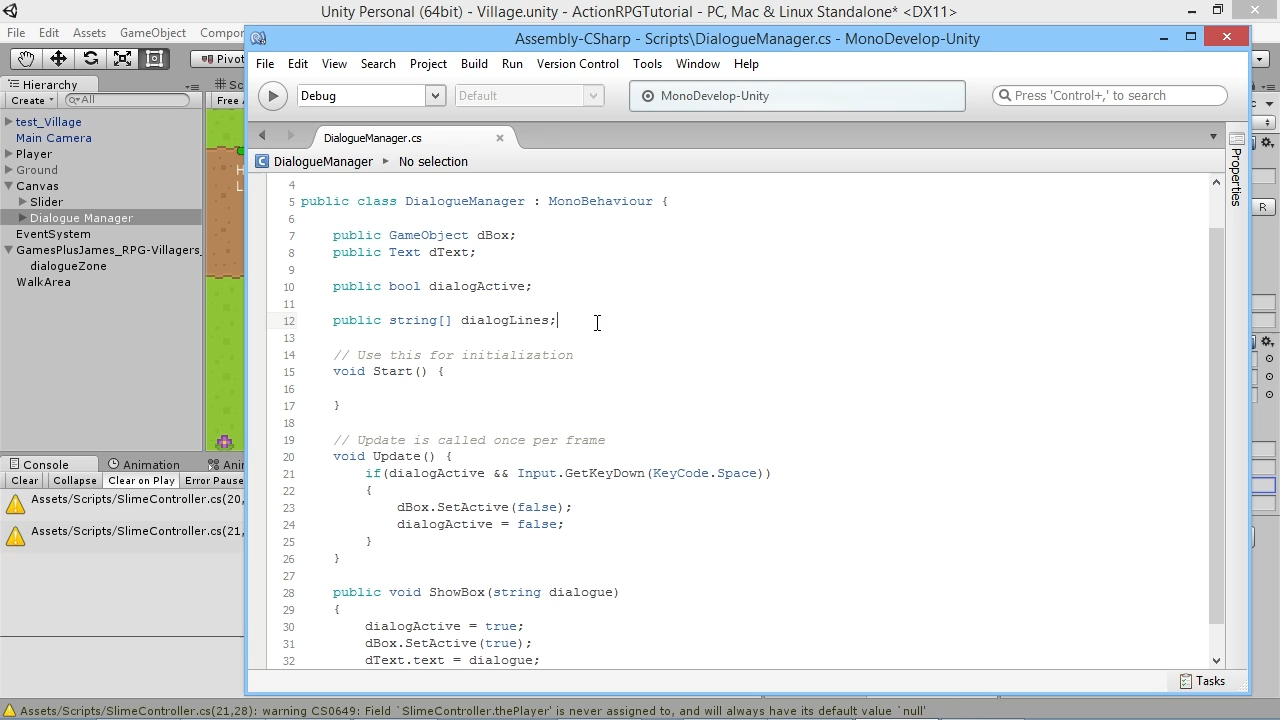 Unity Personal (64bit) - Village.unity - ActionRPGTutorial - PC, Mac & Linux Standalone* <DX11>
File Edit Assets GameObject
Assembly-CSharp - Scripts\DialogueManager.cs - MonoDevelop-Unity
File Edit View Search Project Build Run Version Control Tools Window Help
Debug Default MonoDevelop-Unity Press 'Control+,' to search
Hierarchy
Create All
Free
test_Village
Main Camera
Player
Ground
Canvas
Slider
Dialogue Manager
EventSystem
GamesPlusJames_RPG-Villagers
dialogueZone
WalkArea
DialogueManager.cs
DialogueManager No selection
Properties
R
4
5 public class DialogueManager : MonoBehaviour {
6
7 public GameObject dBox;
8 public Text dText;
9
10 public bool dialogActive;
11
12 public string[] dialogLines;
13
14 // Use this for initialization
15 void Start() {
16
17 }
18
19 // Update is called once per frame
20 void Update() {
21 if(dialogActive && Input.GetKeyDown(KeyCode.Space))
22 {
23 dBox.SetActive(false);
24 dialogActive = false;
25 }
26 }
27
28 public void ShowBox(string dialogue)
29 {
30 dialogActive = true;
31 dBox.SetActive(true);
32 dText.text = dialogue;
Console Animation
Clear Collapse Clear on Play Error Pause
Assets/Scripts/SlimeController.cs(20,
Assets/Scripts/SlimeController.cs(21,
Tasks
Assets/Scripts/SlimeController.cs(21,28): warning CS0649: Field `SlimeController.thePlayer' is never assigned to, and will always have its default value `null'